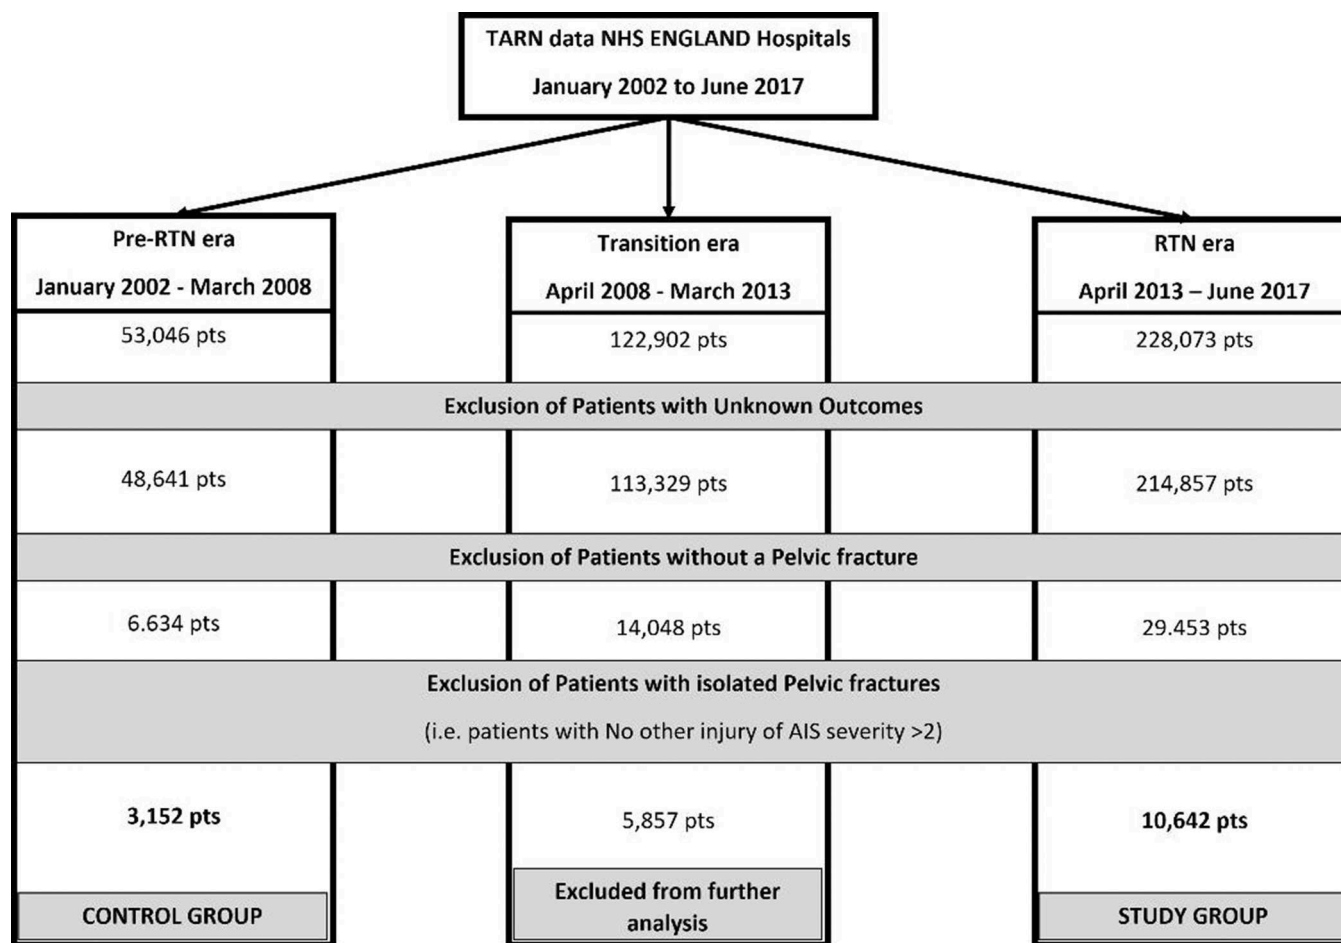 TARN data NHS ENGLAND Hospitals
January 2002 to June 2017
Pre-RTN era
January 2002 - March 2008
Transition era
April 2008 - March 2013
RTN era
April 2013 – June 2017
53,046 pts
122,902 pts
228,073 pts
Exclusion of Patients with Unknown Outcomes
48,641 pts
113,329 pts
214,857 pts
Exclusion of Patients without a Pelvic fracture
6.634 pts
14,048 pts
29.453 pts
Exclusion of Patients with isolated Pelvic fractures
(i.e. patients with No other injury of AIS severity >2)
3,152 pts
5,857 pts
10,642 pts
CONTROL GROUP
Excluded from further
analysis
STUDY GROUP